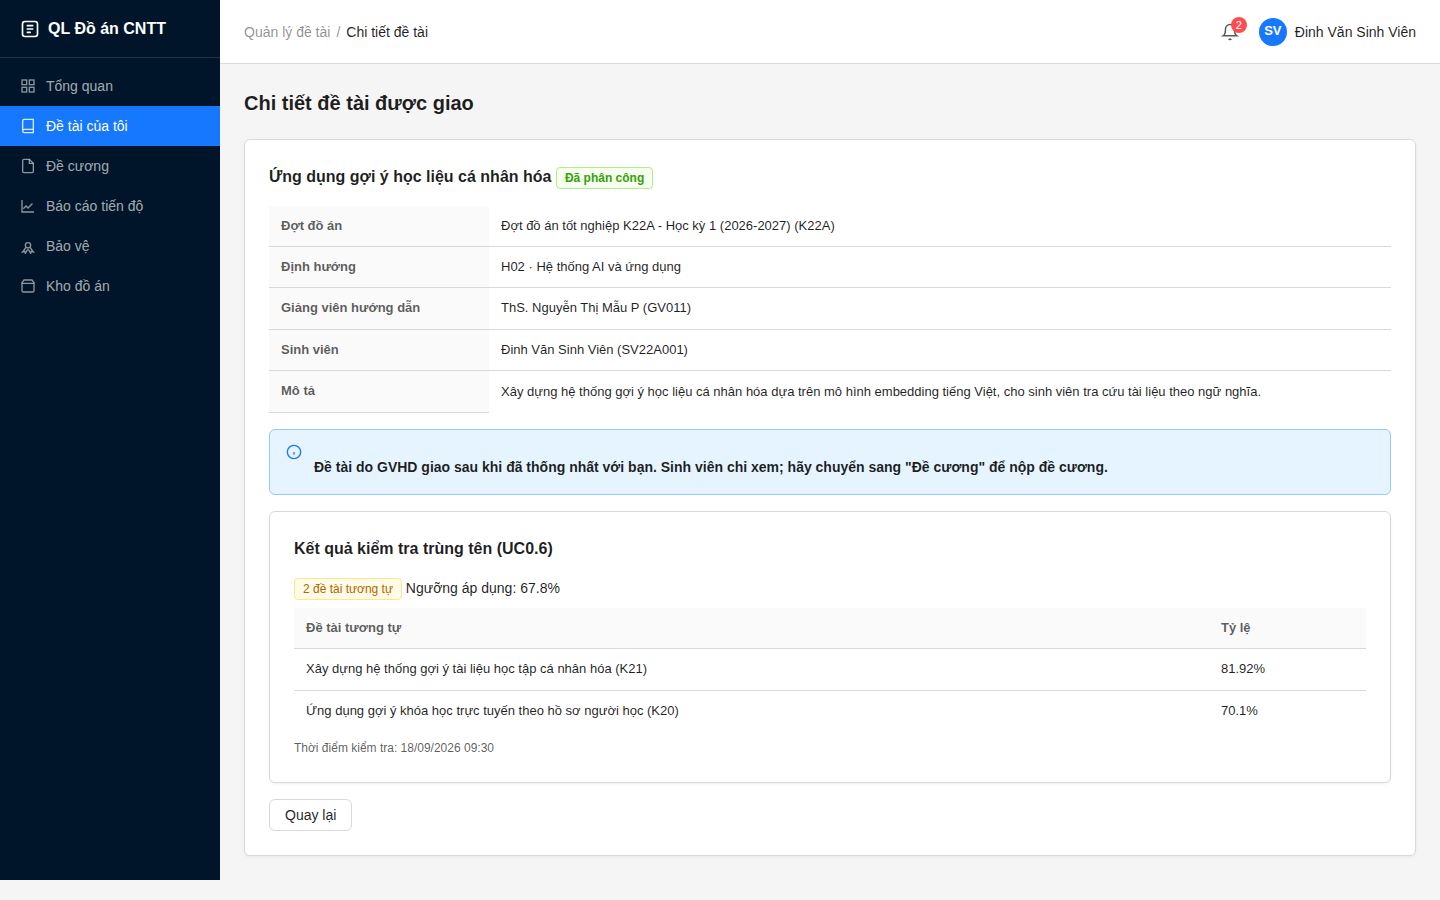 QL Đồ án CNTT
Quản lý đề tài / Chi tiết đề tài
2
SV
Đinh Văn Sinh Viên
Tổng quan
Đề tài của tôi
Đề cương
Báo cáo tiến độ
Bảo vệ
Kho đồ án
Chi tiết đề tài được giao
Ứng dụng gợi ý học liệu cá nhân hóa Đã phân công
Đợt đồ án Đợt đồ án tốt nghiệp K22A - Học kỳ 1 (2026-2027) (K22A)
Định hướng H02 · Hệ thống AI và ứng dụng
Giảng viên hướng dẫn ThS. Nguyễn Thị Mẫu P (GV011)
Sinh viên Đinh Văn Sinh Viên (SV22A001)
Mô tả Xây dựng hệ thống gợi ý học liệu cá nhân hóa dựa trên mô hình embedding tiếng Việt, cho sinh viên tra cứu tài liệu theo ngữ nghĩa.
Đề tài do GVHD giao sau khi đã thống nhất với bạn. Sinh viên chỉ xem; hãy chuyển sang "Đề cương" để nộp đề cương.
Kết quả kiểm tra trùng tên (UC0.6)
2 đề tài tương tự Ngưỡng áp dụng: 67.8%
Đề tài tương tự Tỷ lệ
Xây dựng hệ thống gợi ý tài liệu học tập cá nhân hóa (K21) 81.92%
Ứng dụng gợi ý khóa học trực tuyến theo hồ sơ người học (K20) 70.1%
Thời điểm kiểm tra: 18/09/2026 09:30
Quay lại